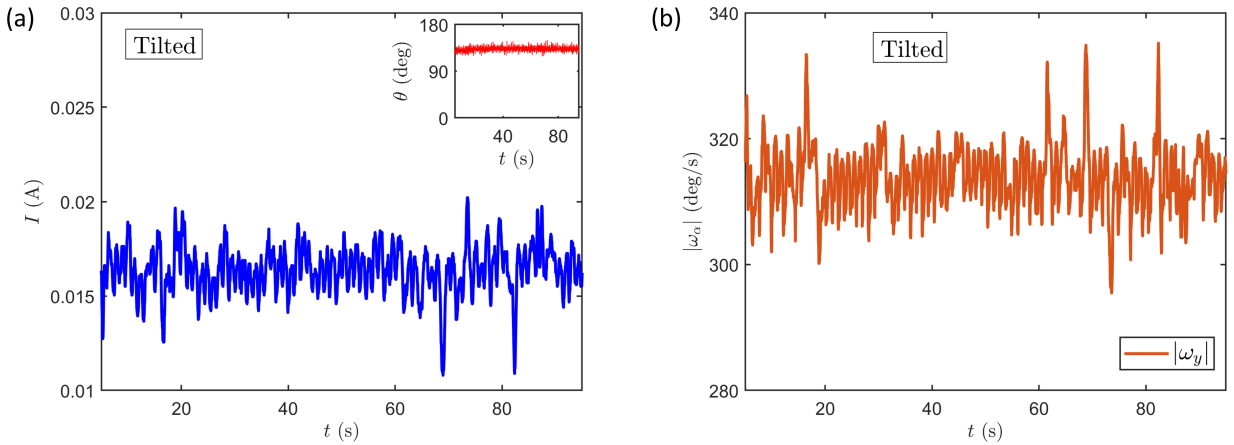 (a)
Tilted
0.03
0.025
0.02
0.015
0.01
I (A)
20
40
60
80
t (s)
180
90
0
θ (deg)
40
80
t (s)
(b)
Tilted
340
320
300
280
|ω_α| (deg/s)
20
40
60
80
t (s)
|ω_y|